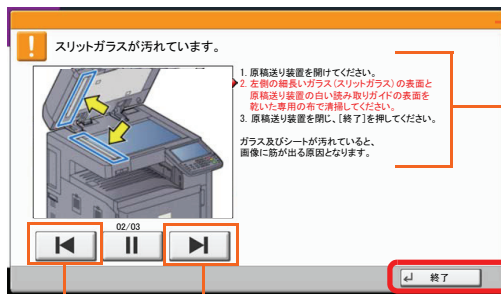 スリットガラスが汚れています。
1. 原稿送り装置を開けてください。
2. 左側の細長いガラス(スリットガラス)の表面と
原稿送り装置の白い読み取りガイドの表面を
乾いた専用の布で清掃してください。
3. 原稿送り装置を閉じ、[終了]を押してください。
ガラス及びシートが汚れていると、
画像に筋が出る原因となります。
02/03
終了